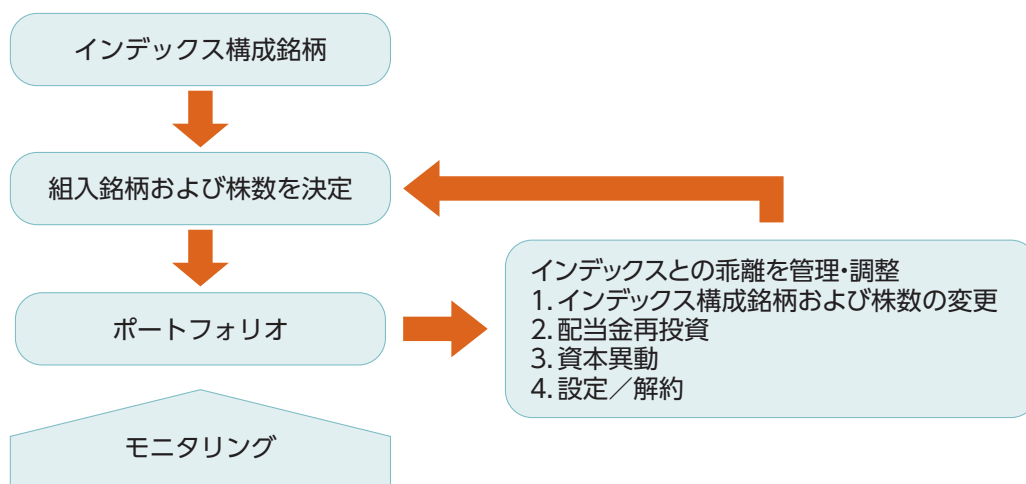 インデックス構成銘柄
組入銘柄および株数を決定
ポートフォリオ
モニタリング
インデックスとの乖離を管理・調整
1. インデックス構成銘柄および株数の変更
2. 配当金再投資
3. 資本異動
4. 設定／解約